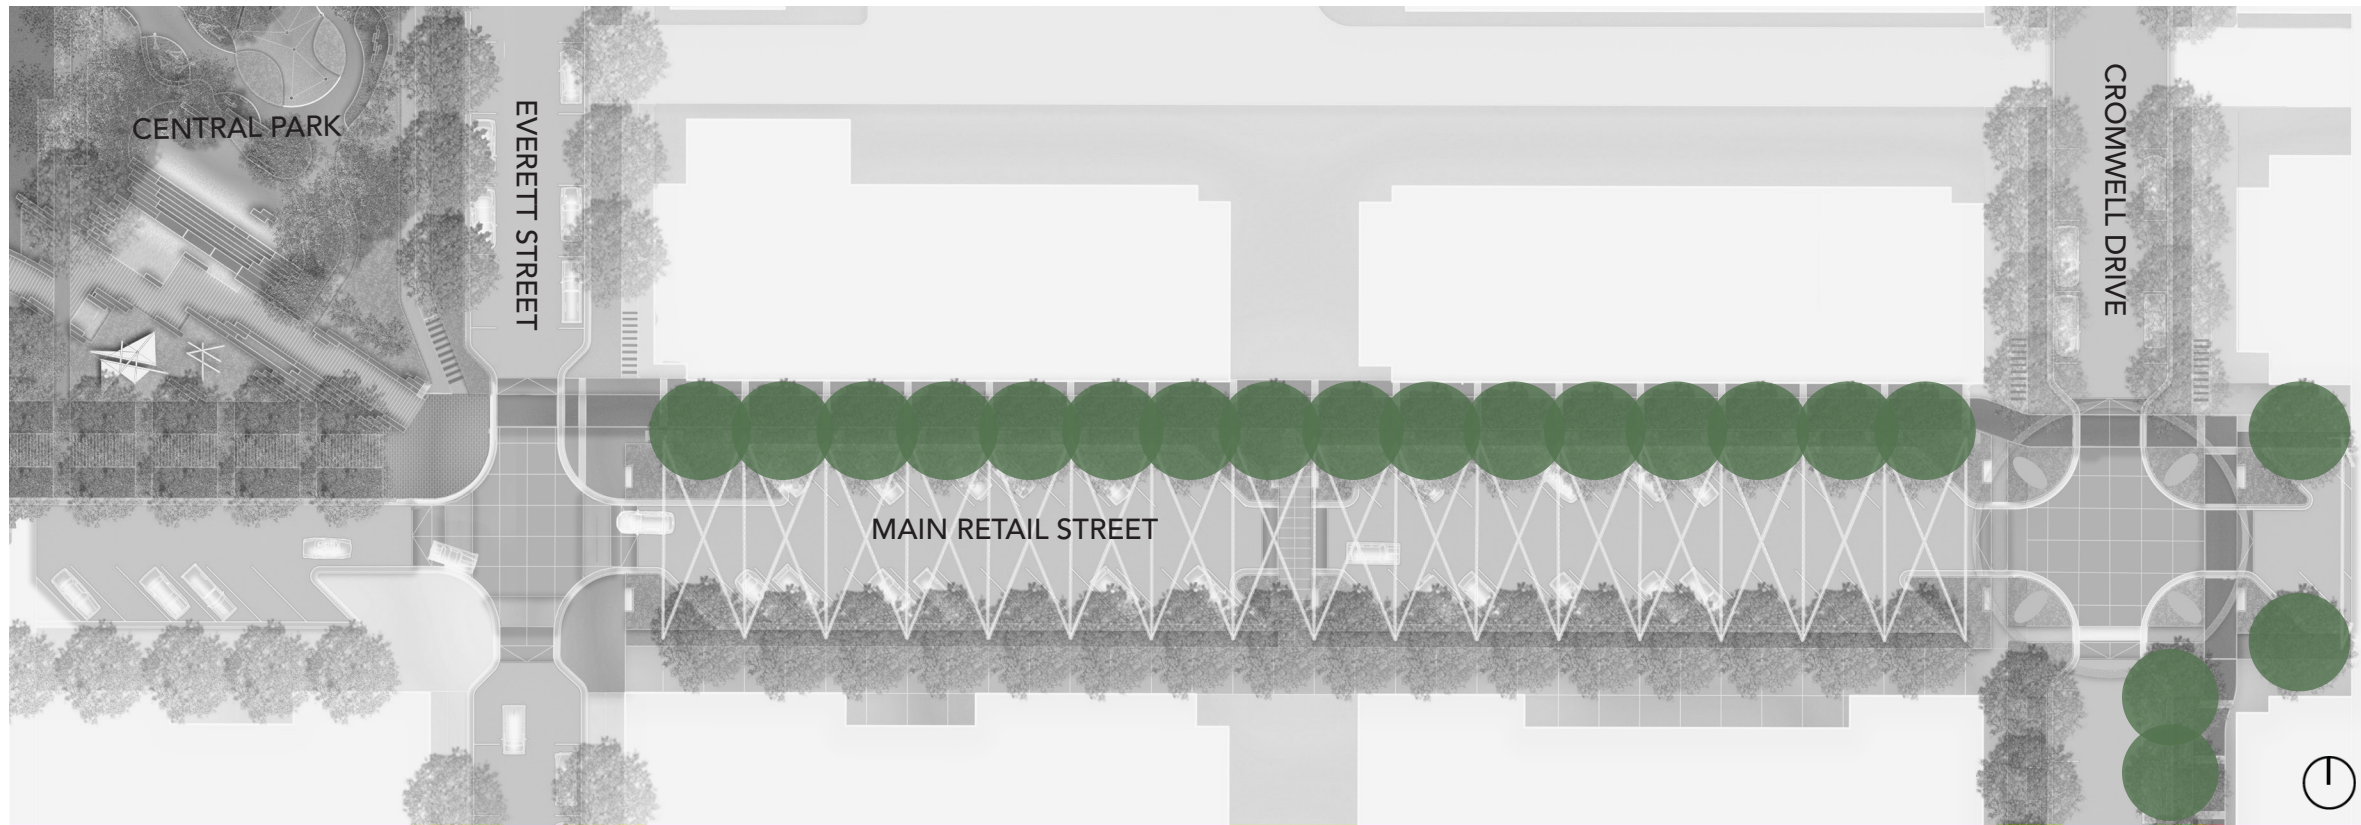 CENTRAL PARK
EVERETT STREET
CROMWELL DRIVE
MAIN RETAIL STREET